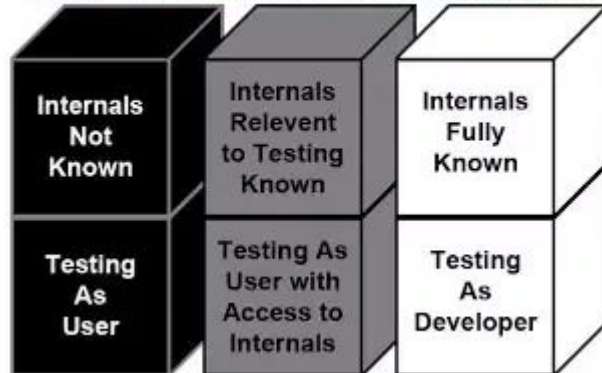 Internals
Not
Known
Internals
Relevent
to Testing
Known
Internals
Fully
Known
Testing
As
User
Testing As
User with
Access to
Internals
Testing
As
Developer